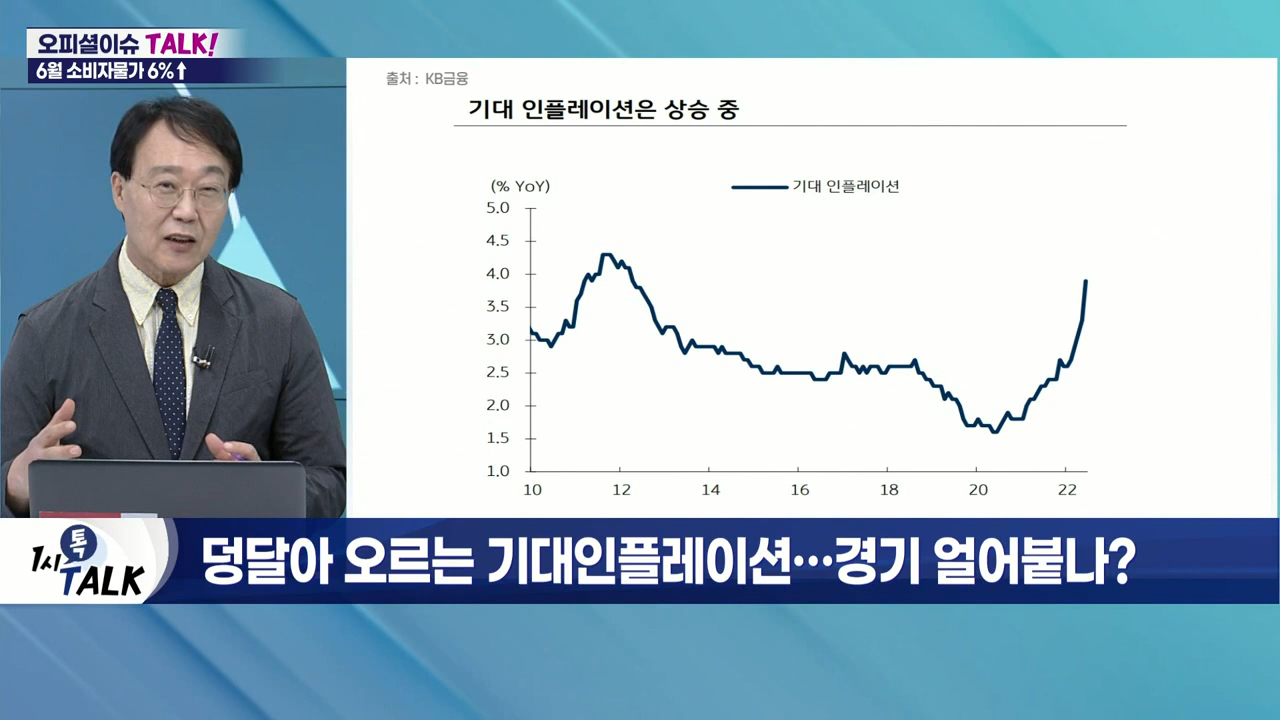 오피셜이슈 TALK!
6월 소비자물가 6%↑
출처 : KB금융
기대 인플레이션은 상승 중
(% YoY)
기대 인플레이션
5.0
4.5
4.0
3.5
3.0
2.5
2.0
1.5
1.0
10 12 14 16 18 20 22
1시 톡 TALK
덩달아 오르는 기대인플레이션…경기 얼어붙나?